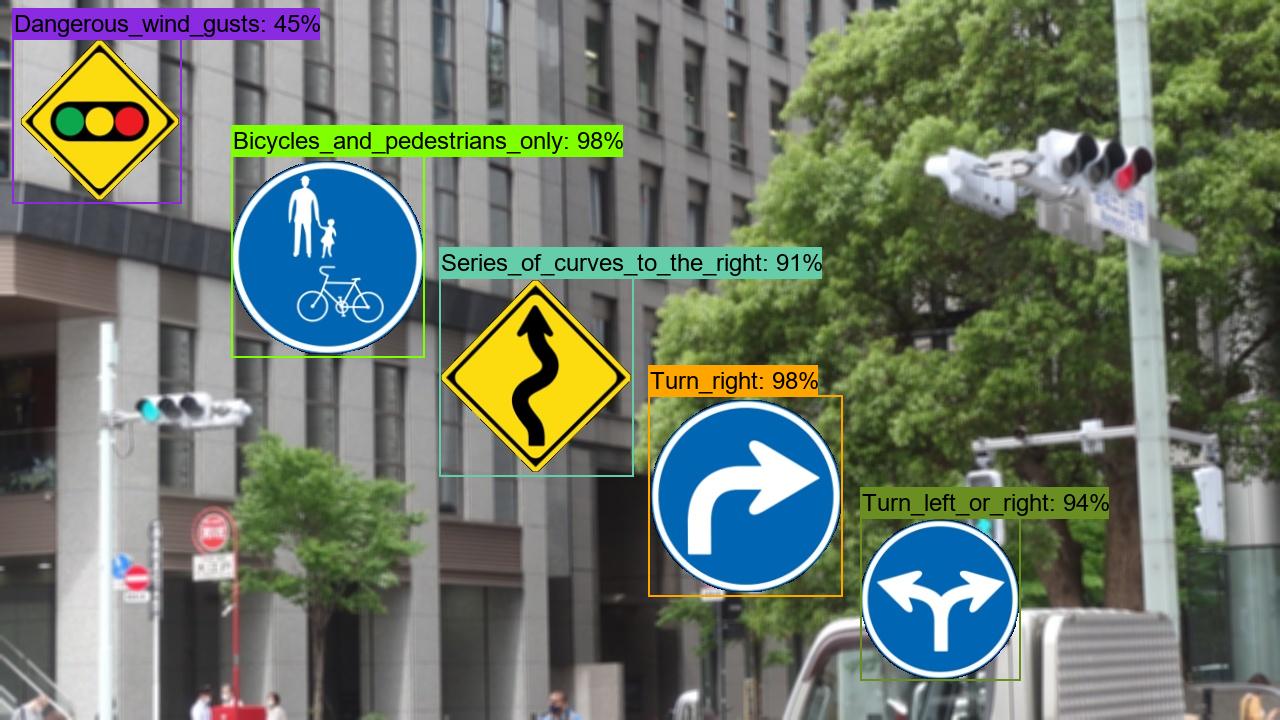 Dangerous_wind_gusts: 45%
Bicycles_and_pedestrians_only: 98%
Series_of_curves_to_the_right: 91%
Turn_right: 98%
Turn_left_or_right: 94%